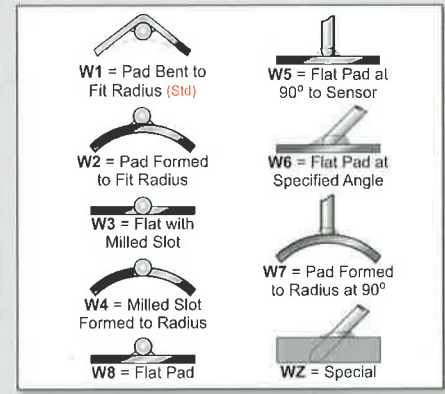 W1 = Pad Bent to
Fit Radius (Std)
W2 = Pad Formed
to Fit Radius
W3 = Flat with
Milled Slot
W4 = Milled Slot
Formed to Radius
W8 = Flat Pad
W5 = Flat Pad at
90º to Sensor
W6 = Flat Pad at
Specified Angle
W7 = Pad Formed
to Radius at 90º
WZ = Special